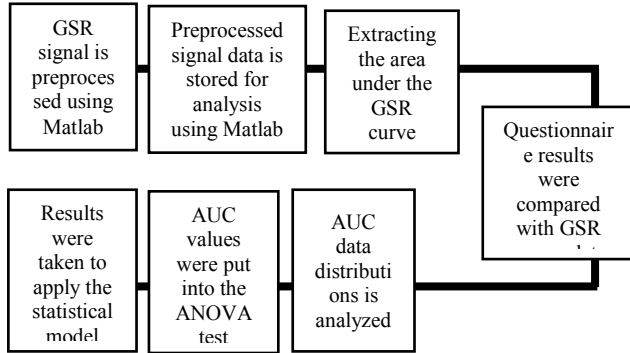 GSR
signal is
preproces
sed using
Matlab
Preprocessed
signal data is
stored for
analysis
using Matlab
Extracting
the area
under the
GSR
curve
Questionnair
e results
were
compared
with GSR
Results
were
taken to
apply the
statistical
model
AUC
values
were put
into the
ANOVA
test
AUC
data
distributi
ons is
analyzed